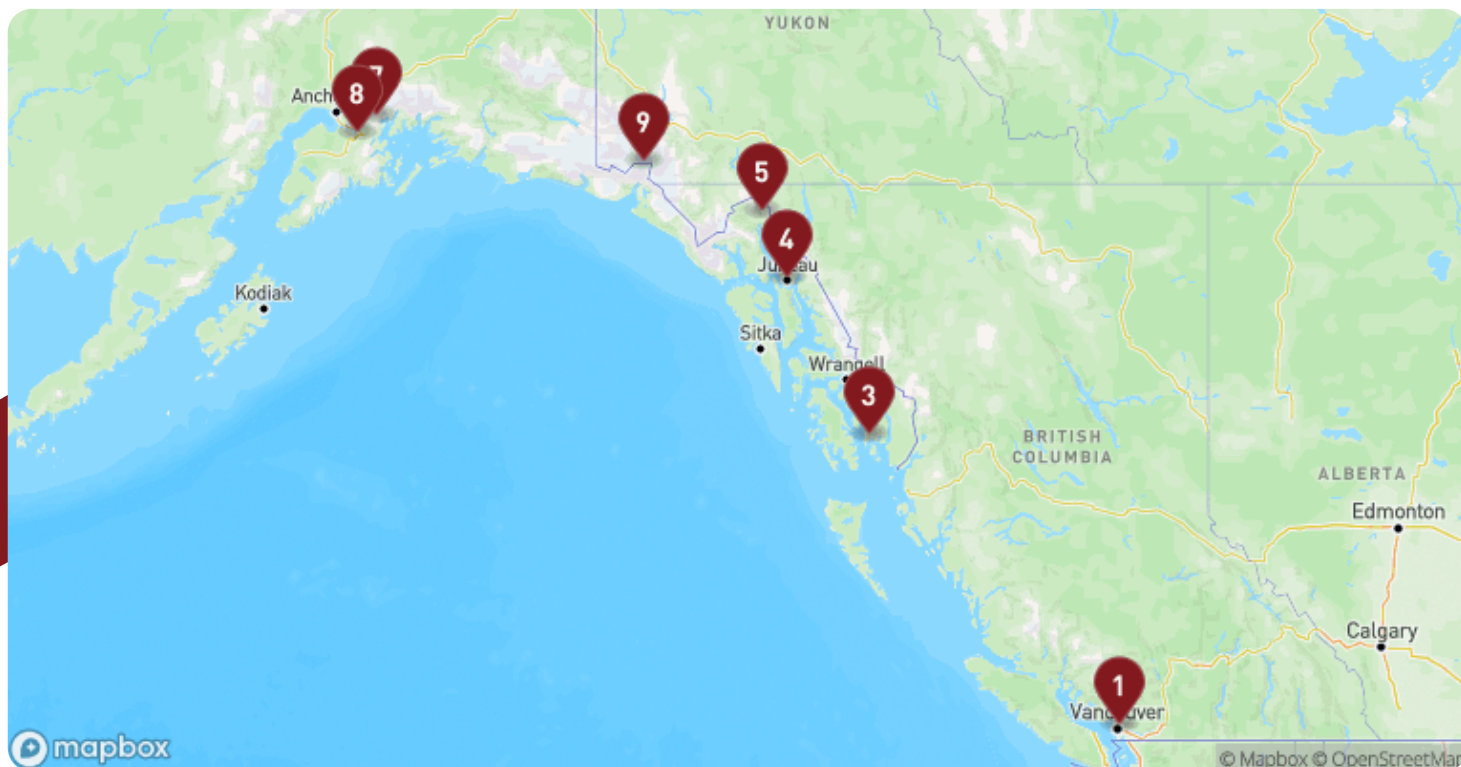 YUKON
7
8
Anch
9
5
4
Juneau
Kodiak
Sitka
Wrangell
3
BRITISH
COLUMBIA
ALBERTA
Edmonton
Calgary
1
Vancouver
mapbox
© Mapbox © OpenStreetMap